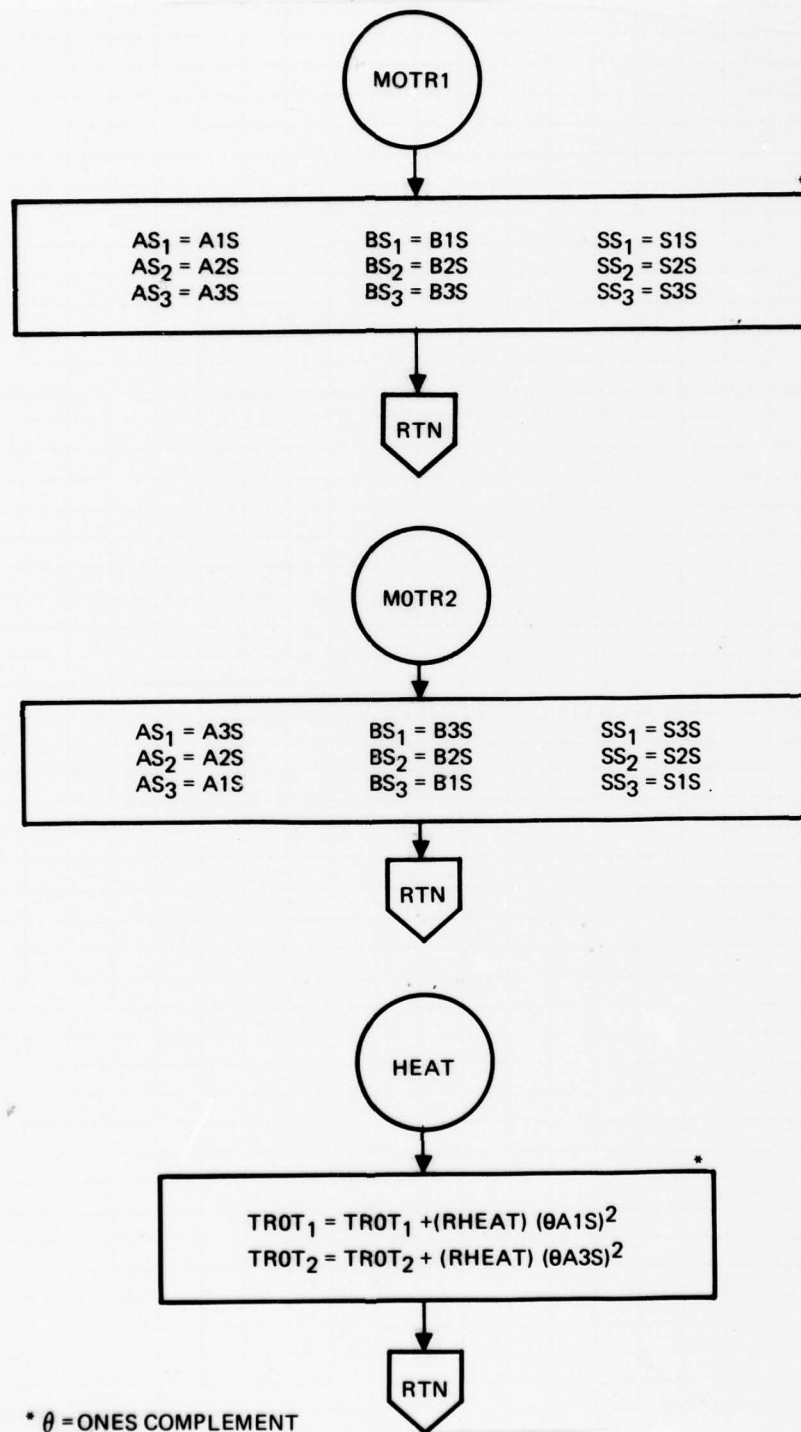 MOTR1
*
AS1 = A1S BS1 = B1S SS1 = S1S
AS2 = A2S BS2 = B2S SS2 = S2S
AS3 = A3S BS3 = B3S SS3 = S3S
RTN
MOTR2
AS1 = A3S BS1 = B3S SS1 = S3S
AS2 = A2S BS2 = B2S SS2 = S2S
AS3 = A1S BS3 = B1S SS3 = S1S
RTN
HEAT
*
TROT1 = TROT1 +(RHEAT) (θA1S)²
TROT2 = TROT2 + (RHEAT) (θA3S)²
RTN
* θ = ONES COMPLEMENT